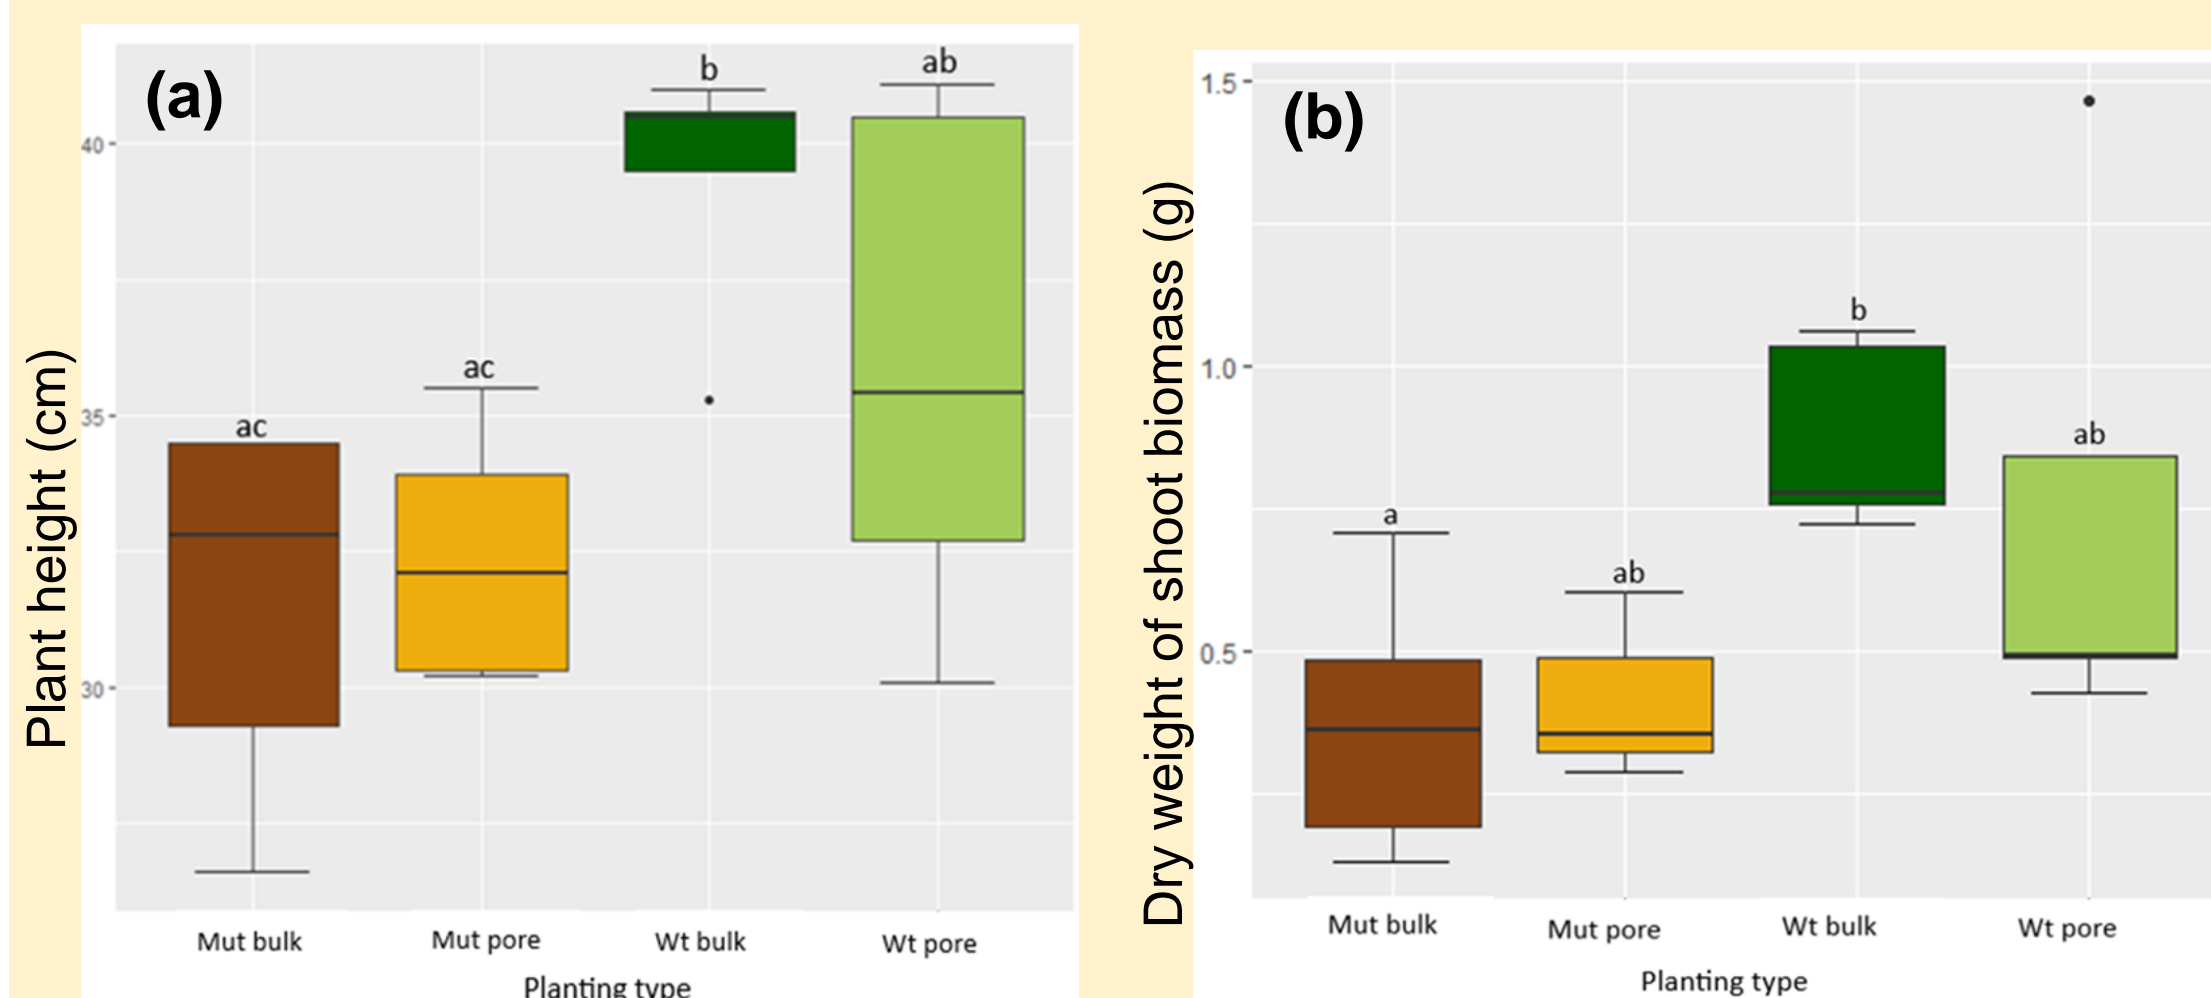 (a)
Plant height (cm)
40
35
30
ac
ac
b
ab
Mut bulk
Mut pore
Wt bulk
Wt pore
Planting type
(b)
Dry weight of shoot biomass (g)
1.5
1.0
0.5
a
ab
b
ab
Mut bulk
Mut pore
Wt bulk
Wt pore
Planting type